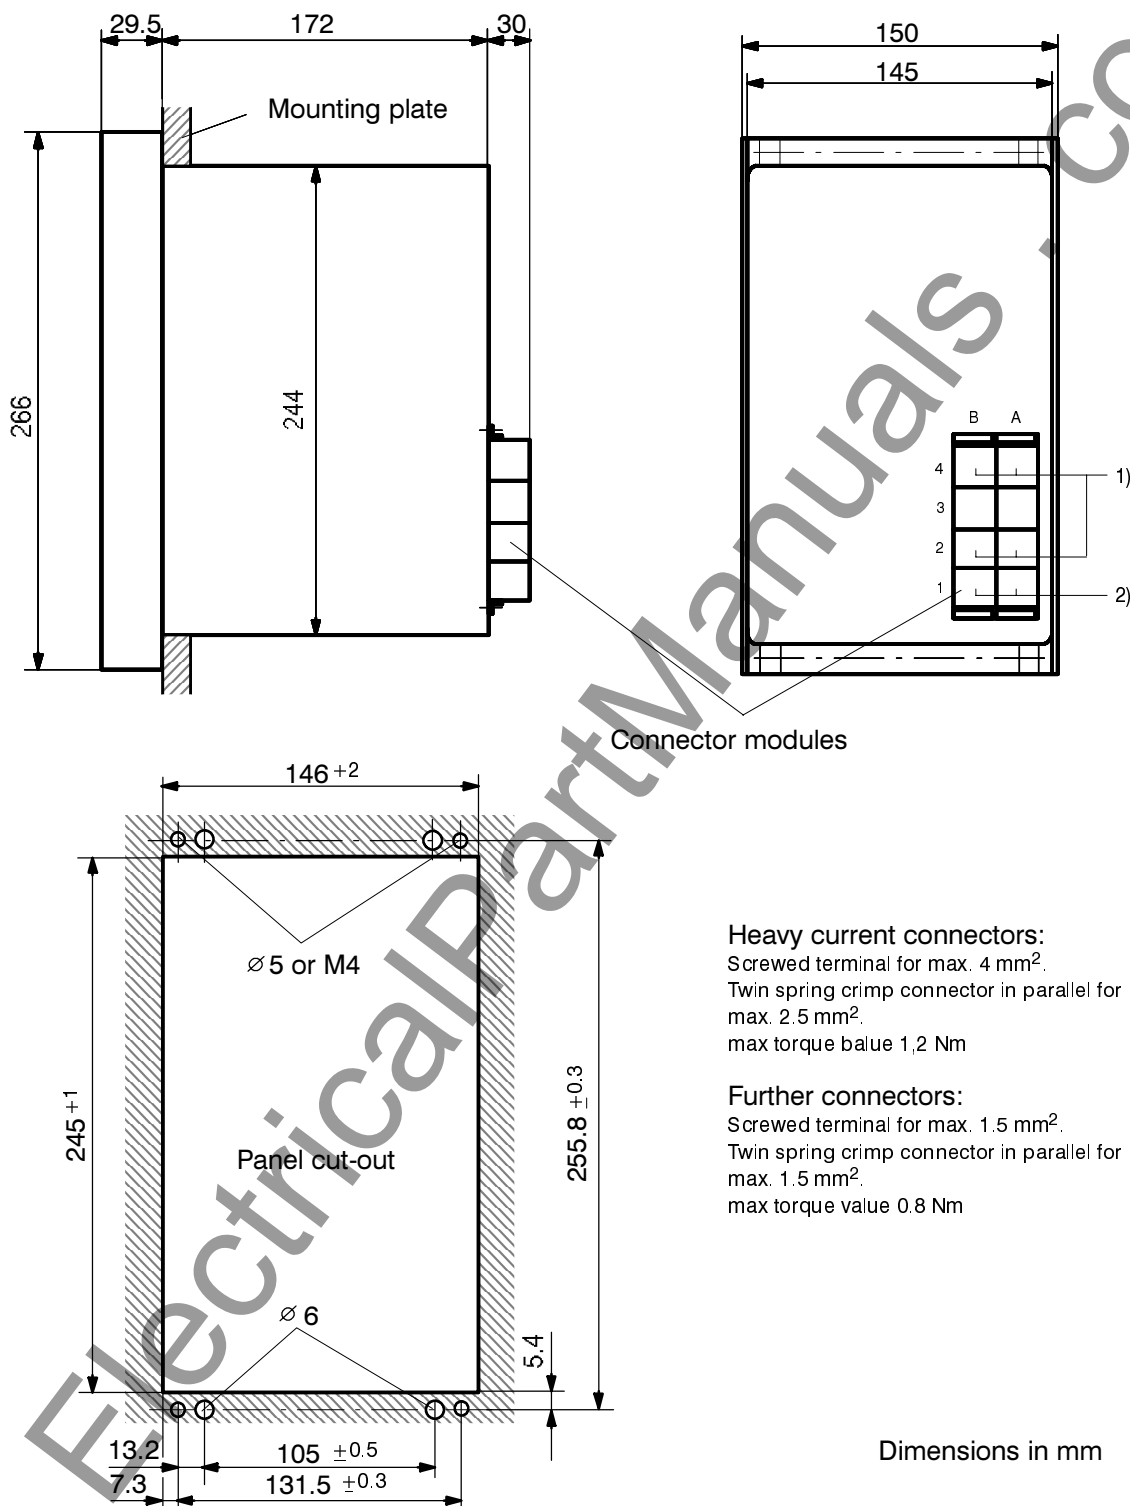 29.5 172 30
150
145
Mounting plate
266
244
B A
4
3
2
1
1)
2)
Connector modules
146 +2
⌀ 5 or M4
245 +1
255.8 ±0.3
Panel cut-out
⌀ 6
5.4
13.2 105 ±0.5
7.3 131.5 ±0.3
Heavy current connectors:
Screwed terminal for max. 4 mm².
Twin spring crimp connector in parallel for
max. 2.5 mm².
max torque balue 1,2 Nm
Further connectors:
Screwed terminal for max. 1.5 mm².
Twin spring crimp connector in parallel for
max. 1.5 mm².
max torque value 0.8 Nm
Dimensions in mm
ElectricalPartManuals . co